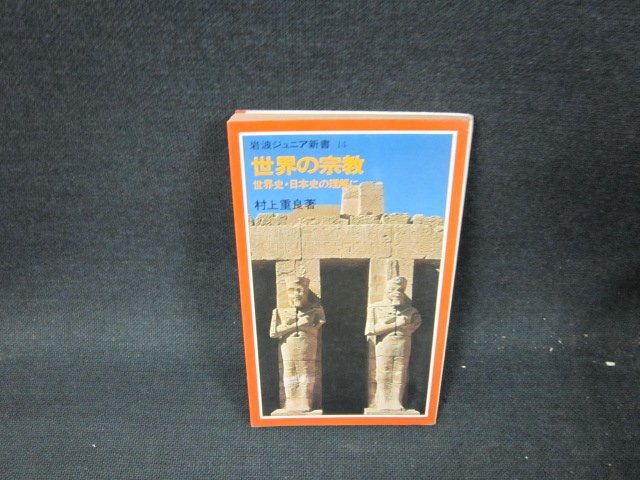 岩波ジュニア新書 14
世界の宗教
世界史・日本史の理解に
村上重良著